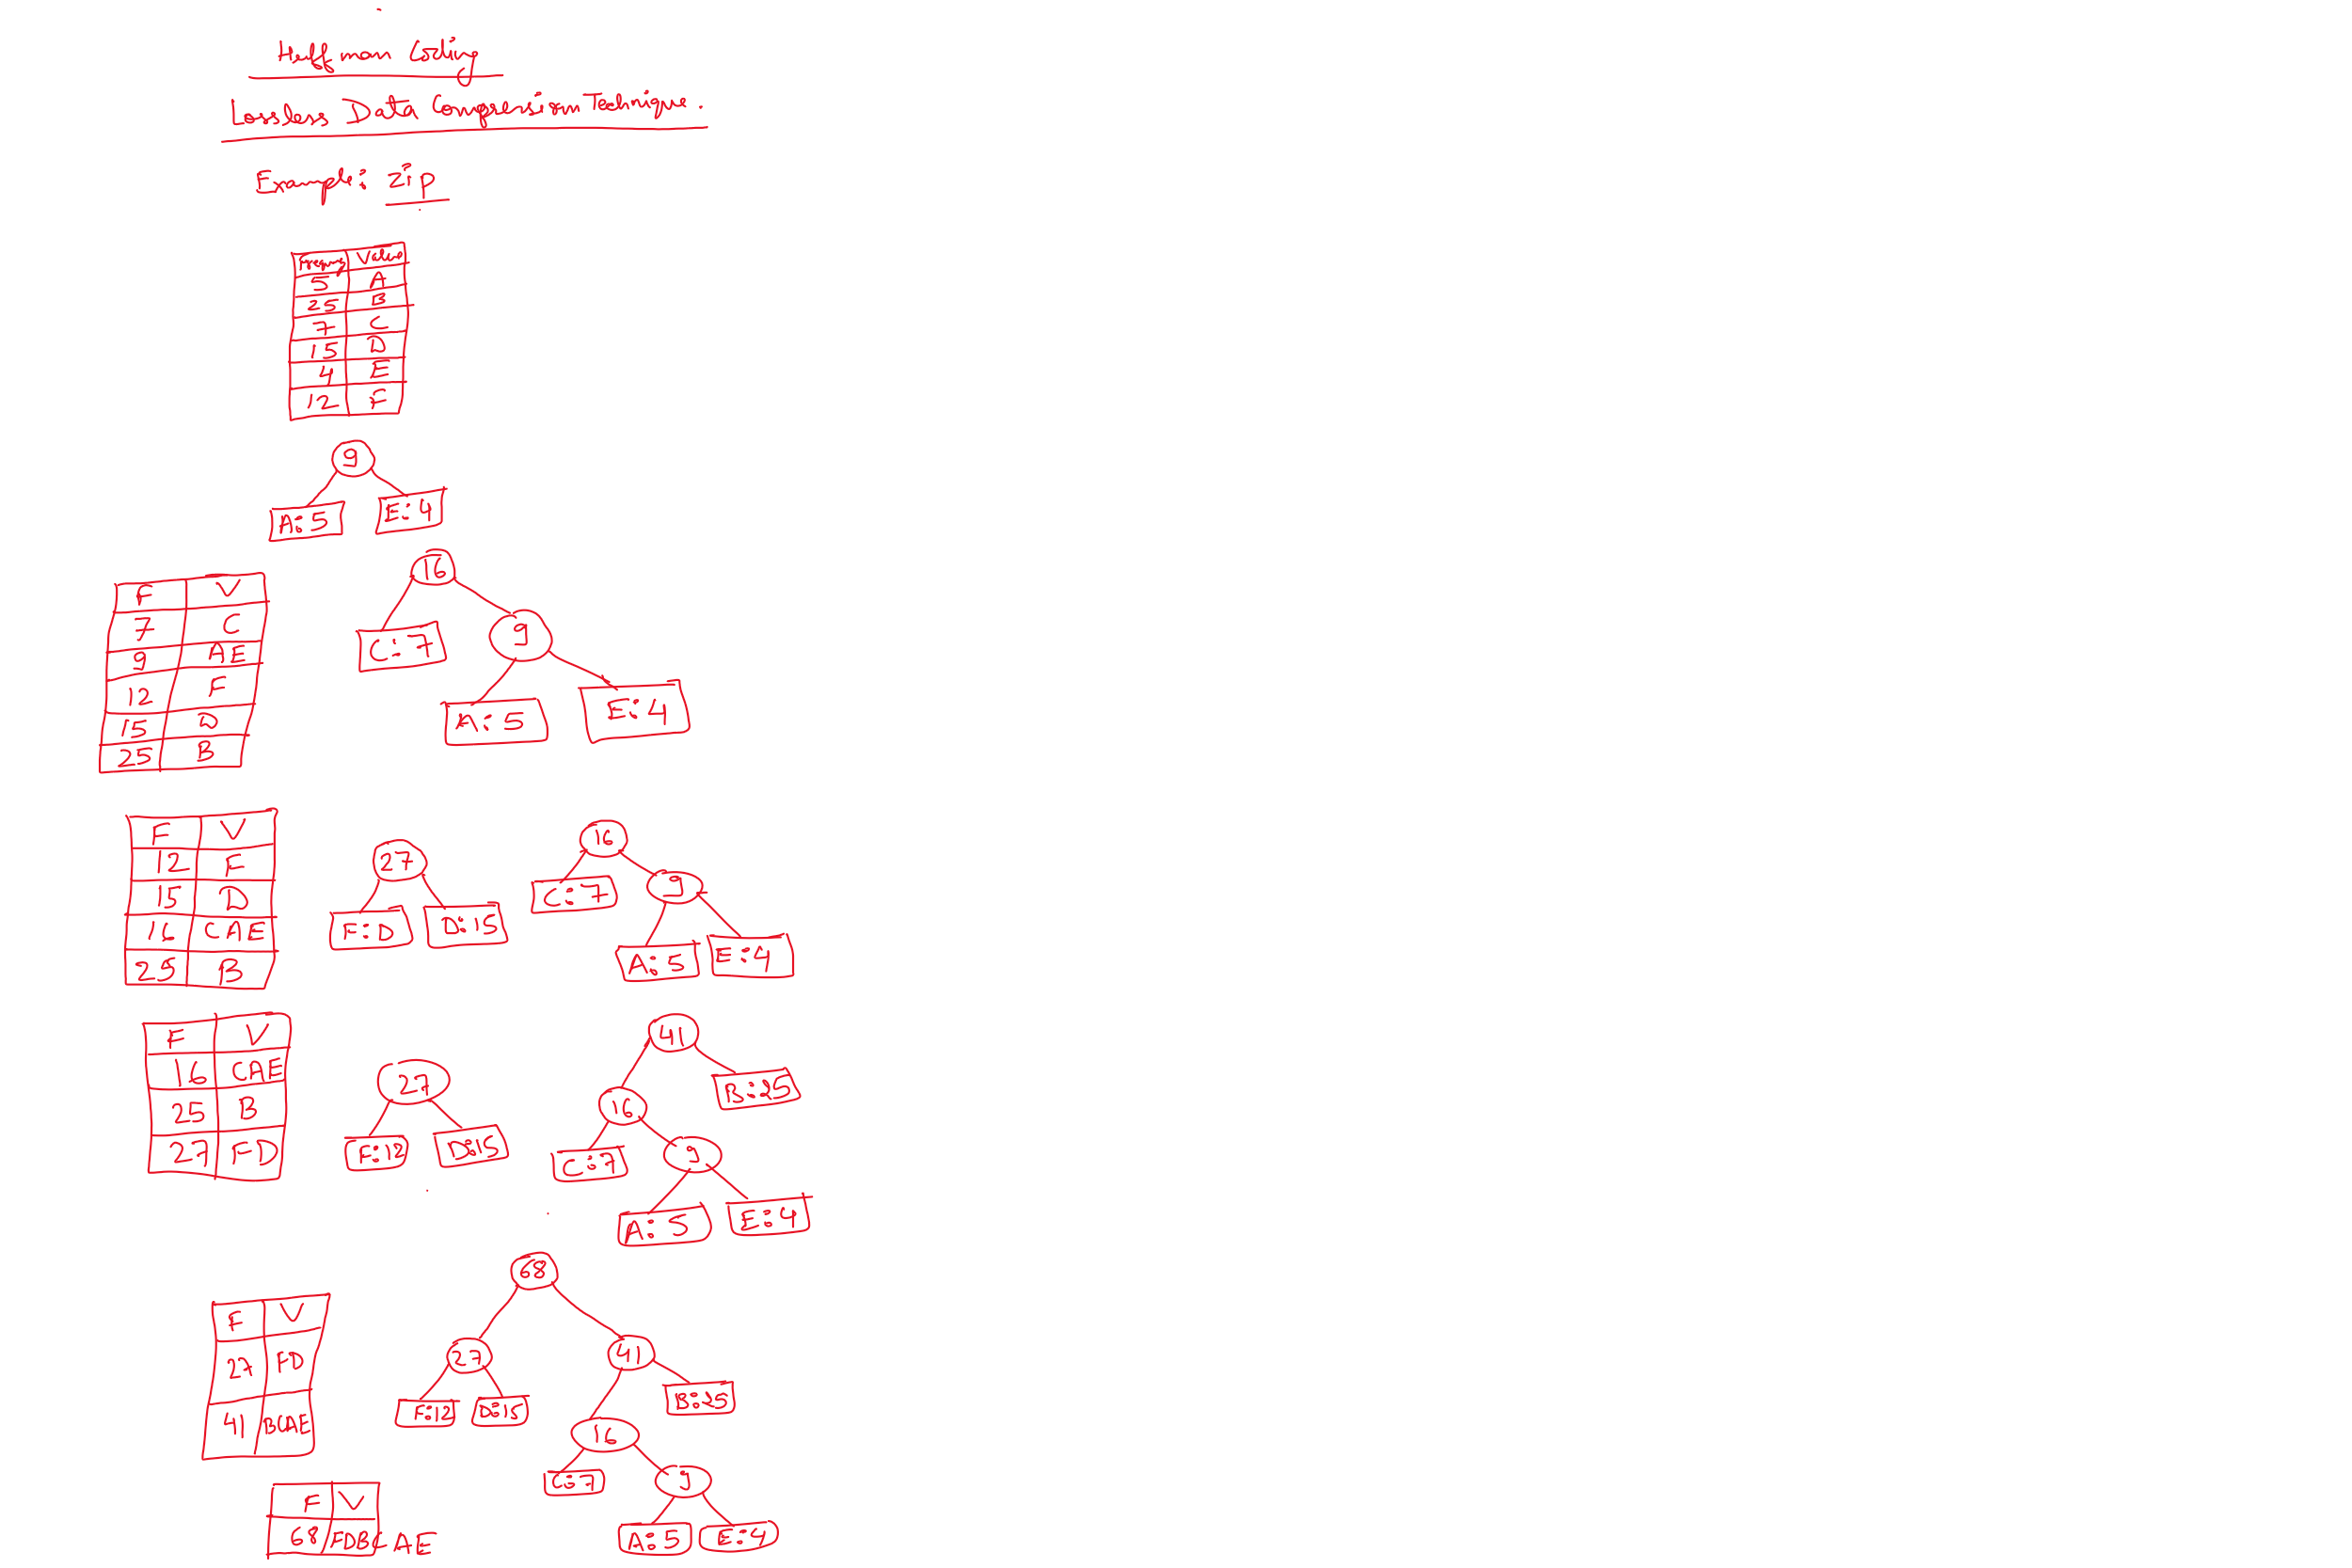 Huffman Coding
Lossless Data Compression Technique.
Example: Zip
Frequency Value
5 A
25 B
7 C
15 D
4 E
12 F
9
A:5 E:4
16
F V
7 C
9 AE
12 F
15 D
25 B
C:7 9
A:5 E:4
F V
12 F
15 D
16 CAE
25 B
27
F:D D:15
16
C:7 9
A:5 E:4
F V
16 CAE
25 B
27 FD
27
F:12 D:15
41
16 B:25
C:7 9
A:5 E:4
68
F V
27 FD
41 BCAE
27 41
F:12 D:15 B:25
16
C:7 9
A:5 E:4
F V
68 FDBCAE